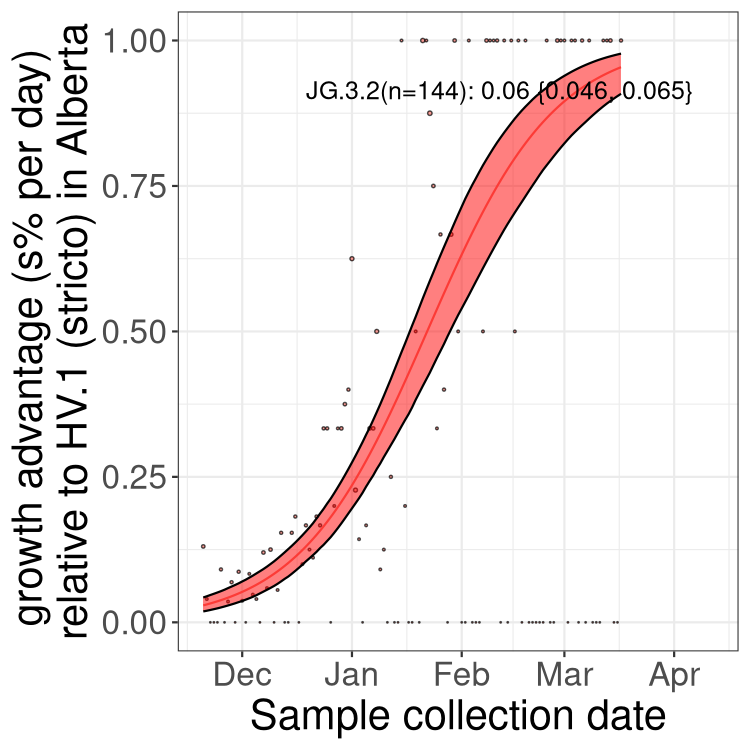 growth advantage (s% per day)
relative to HV.1 (stricto) in Alberta
1.00
0.75
0.50
0.25
0.00
JG.3.2(n=144): 0.06 {0.046, 0.065}
Dec Jan Feb Mar Apr
Sample collection date